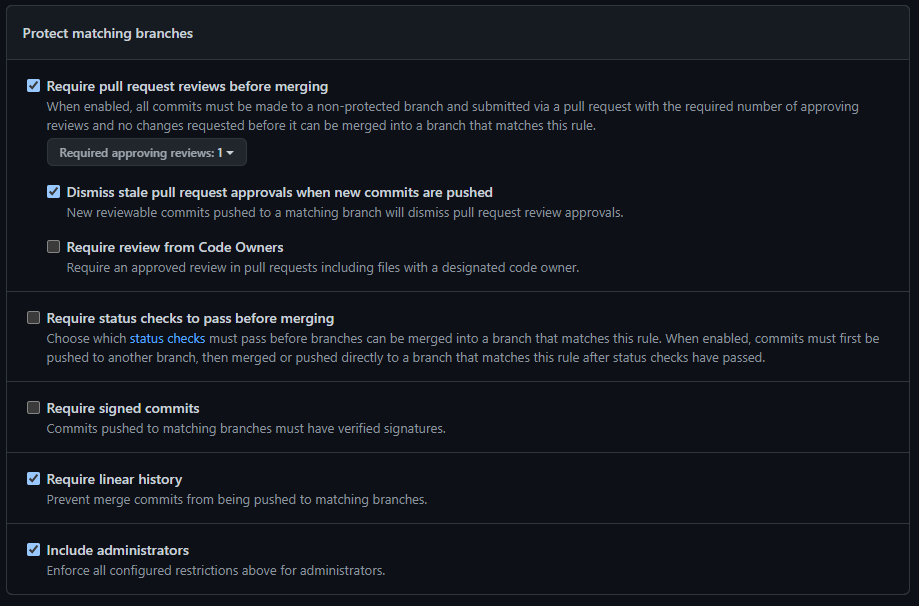 Protect matching branches
Require pull request reviews before merging
When enabled, all commits must be made to a non-protected branch and submitted via a pull request with the required number of approving
reviews and no changes requested before it can be merged into a branch that matches this rule.
Required approving reviews: 1
Dismiss stale pull request approvals when new commits are pushed
New reviewable commits pushed to a matching branch will dismiss pull request review approvals.
Require review from Code Owners
Require an approved review in pull requests including files with a designated code owner.
Require status checks to pass before merging
Choose which status checks must pass before branches can be merged into a branch that matches this rule. When enabled, commits must first be
pushed to another branch, then merged or pushed directly to a branch that matches this rule after status checks have passed.
Require signed commits
Commits pushed to matching branches must have verified signatures.
Require linear history
Prevent merge commits from being pushed to matching branches.
Include administrators
Enforce all configured restrictions above for administrators.